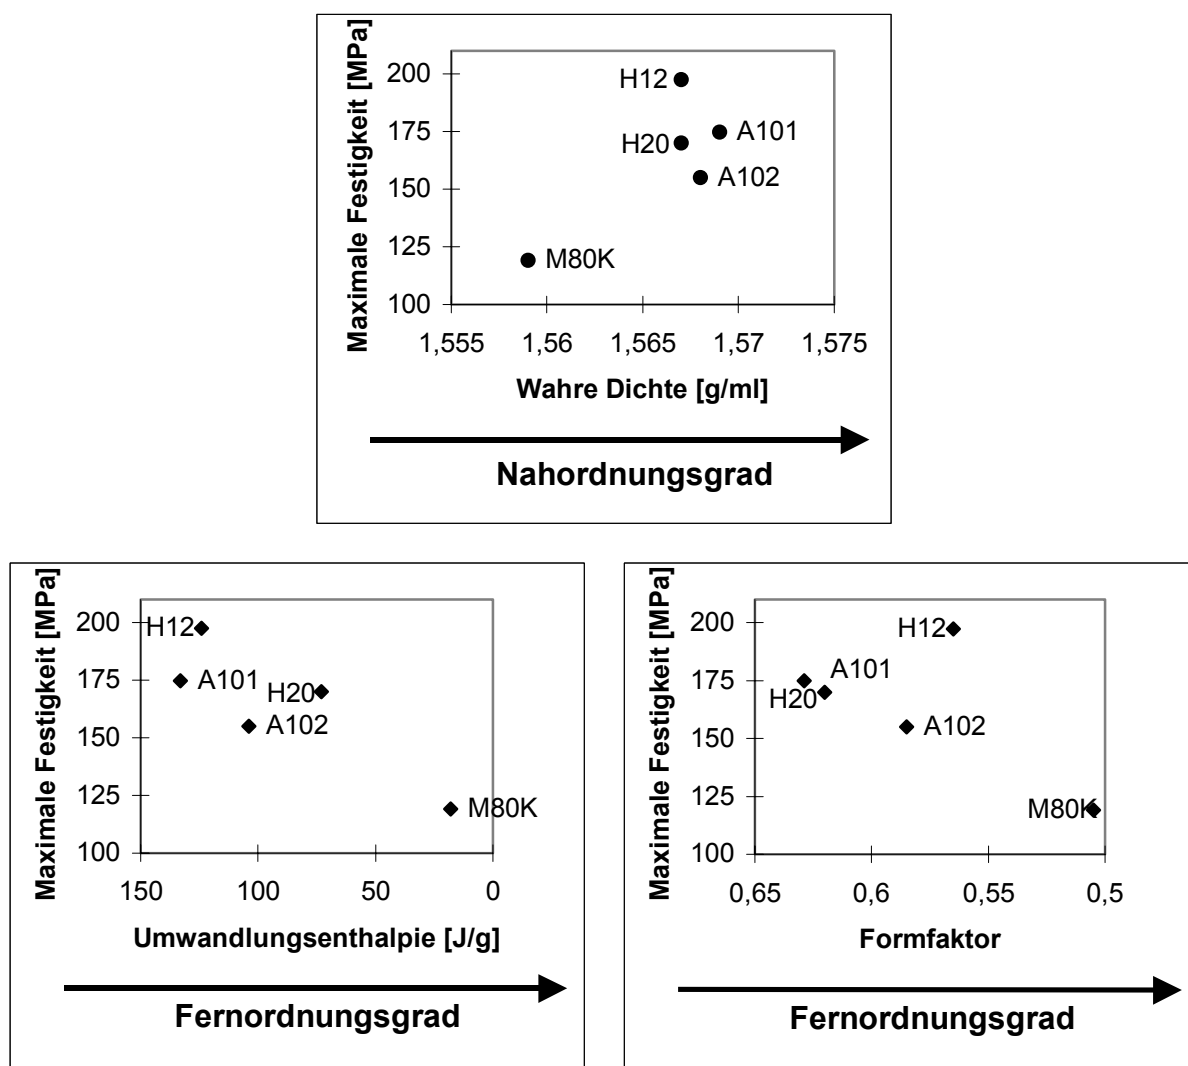 Maximale Festigkeit [MPa]
200
175
150
125
100
H12
A101
H20
A102
M80K
1,555 1,56 1,565 1,57 1,575
Wahre Dichte [g/ml]
Nahordnungsgrad
Maximale Festigkeit [MPa]
200
175
150
125
100
H12
A101
H20
A102
M80K
150 100 50 0
Umwandlungsenthalpie [J/g]
Fernordnungsgrad
Maximale Festigkeit [MPa]
200
175
150
125
100
H12
A101
H20
A102
M80K
0,65 0,6 0,55 0,5
Formfaktor
Fernordnungsgrad